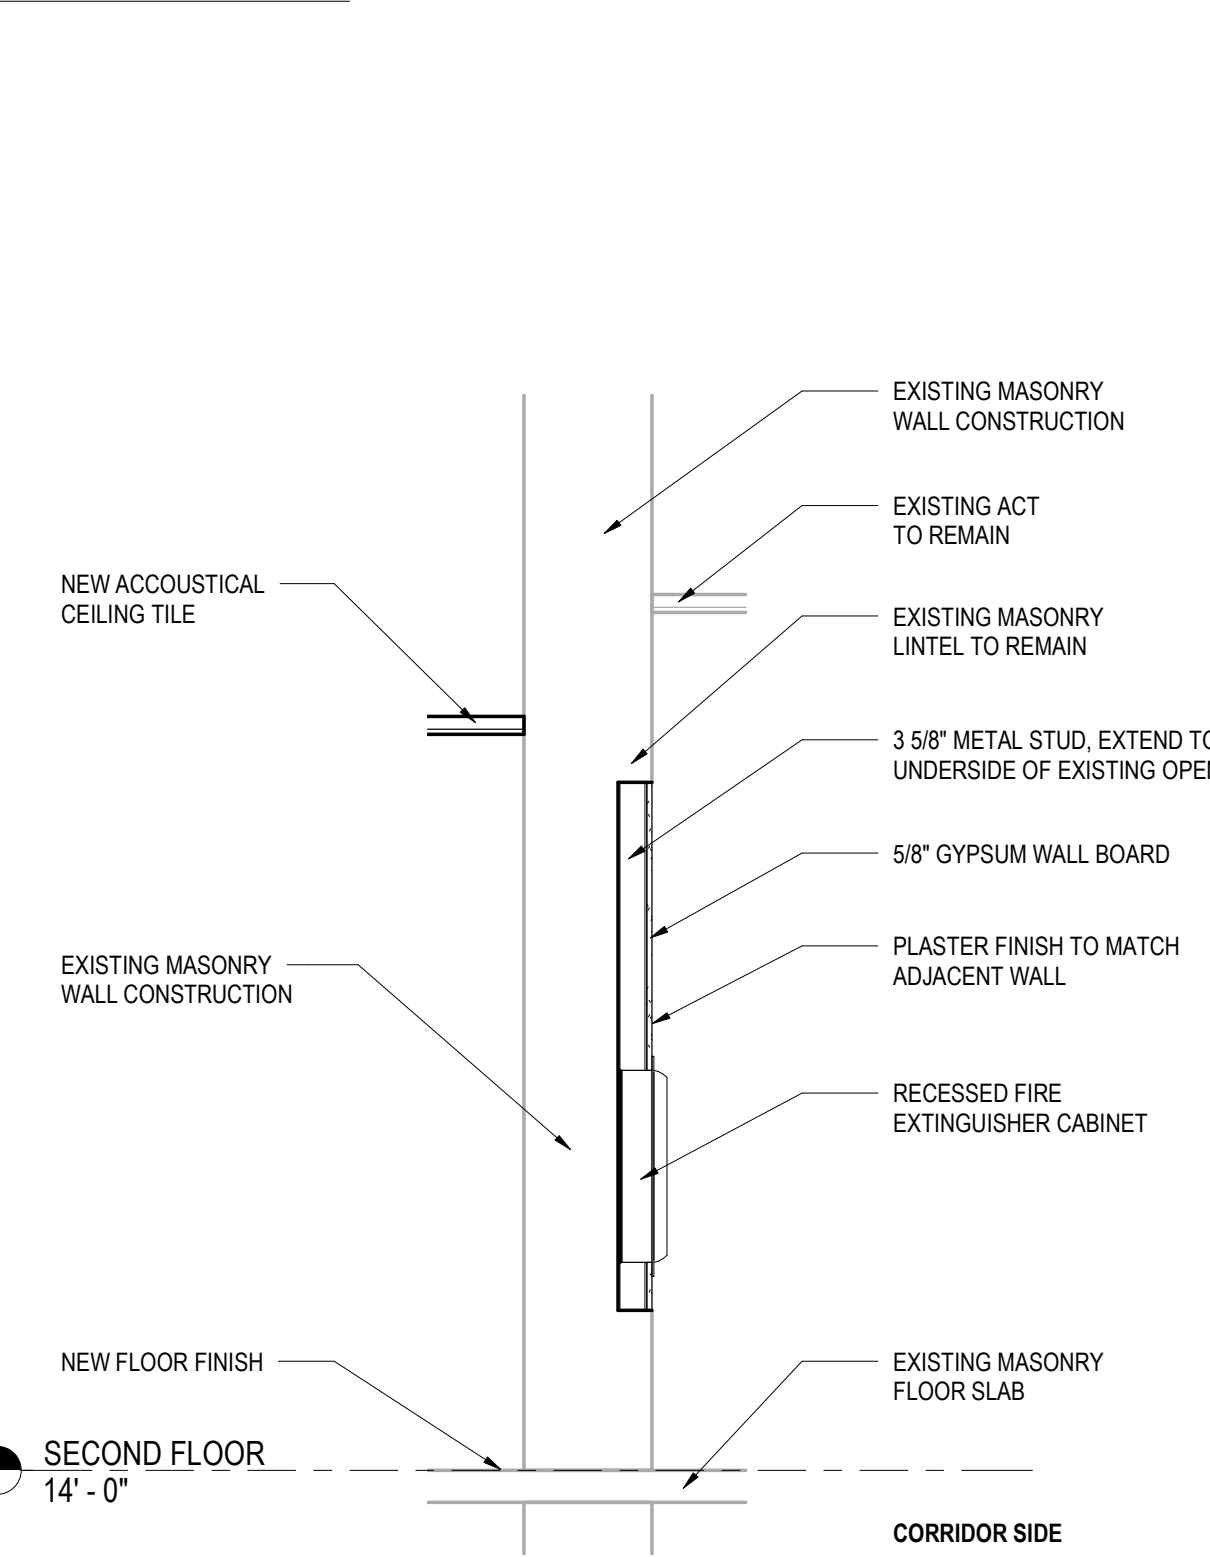 EXISTING MASONRY
WALL CONSTRUCTION
EXISTING ACT
TO REMAIN
NEW ACCOUSTICAL
CEILING TILE
EXISTING MASONRY
LINTEL TO REMAIN
3 5/8" METAL STUD, EXTEND TO
UNDERSIDE OF EXISTING
5/8" GYPSUM WALL BOARD
PLASTER FINISH TO MATCH
ADJACENT WALL
EXISTING MASONRY
WALL CONSTRUCTION
RECESSED FIRE
EXTINGUISHER CABINET
NEW FLOOR FINISH
EXISTING MASONRY
FLOOR SLAB
SECOND FLOOR
14' - 0"
CORRIDOR SIDE